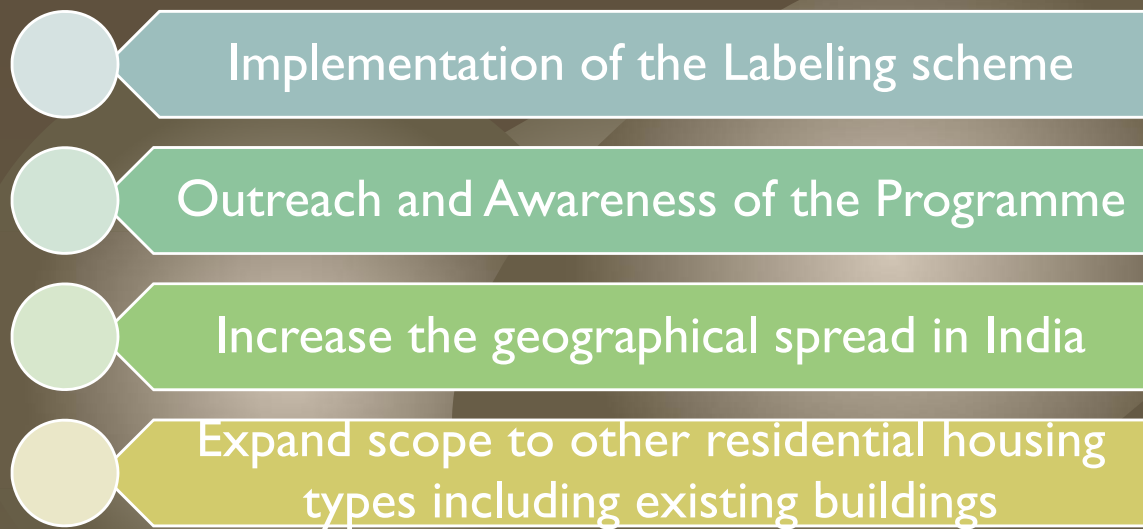 Implementation of the Labeling scheme
Outreach and Awareness of the Programme
Increase the geographical spread in India
Expand scope to other residential housing
types including existing buildings